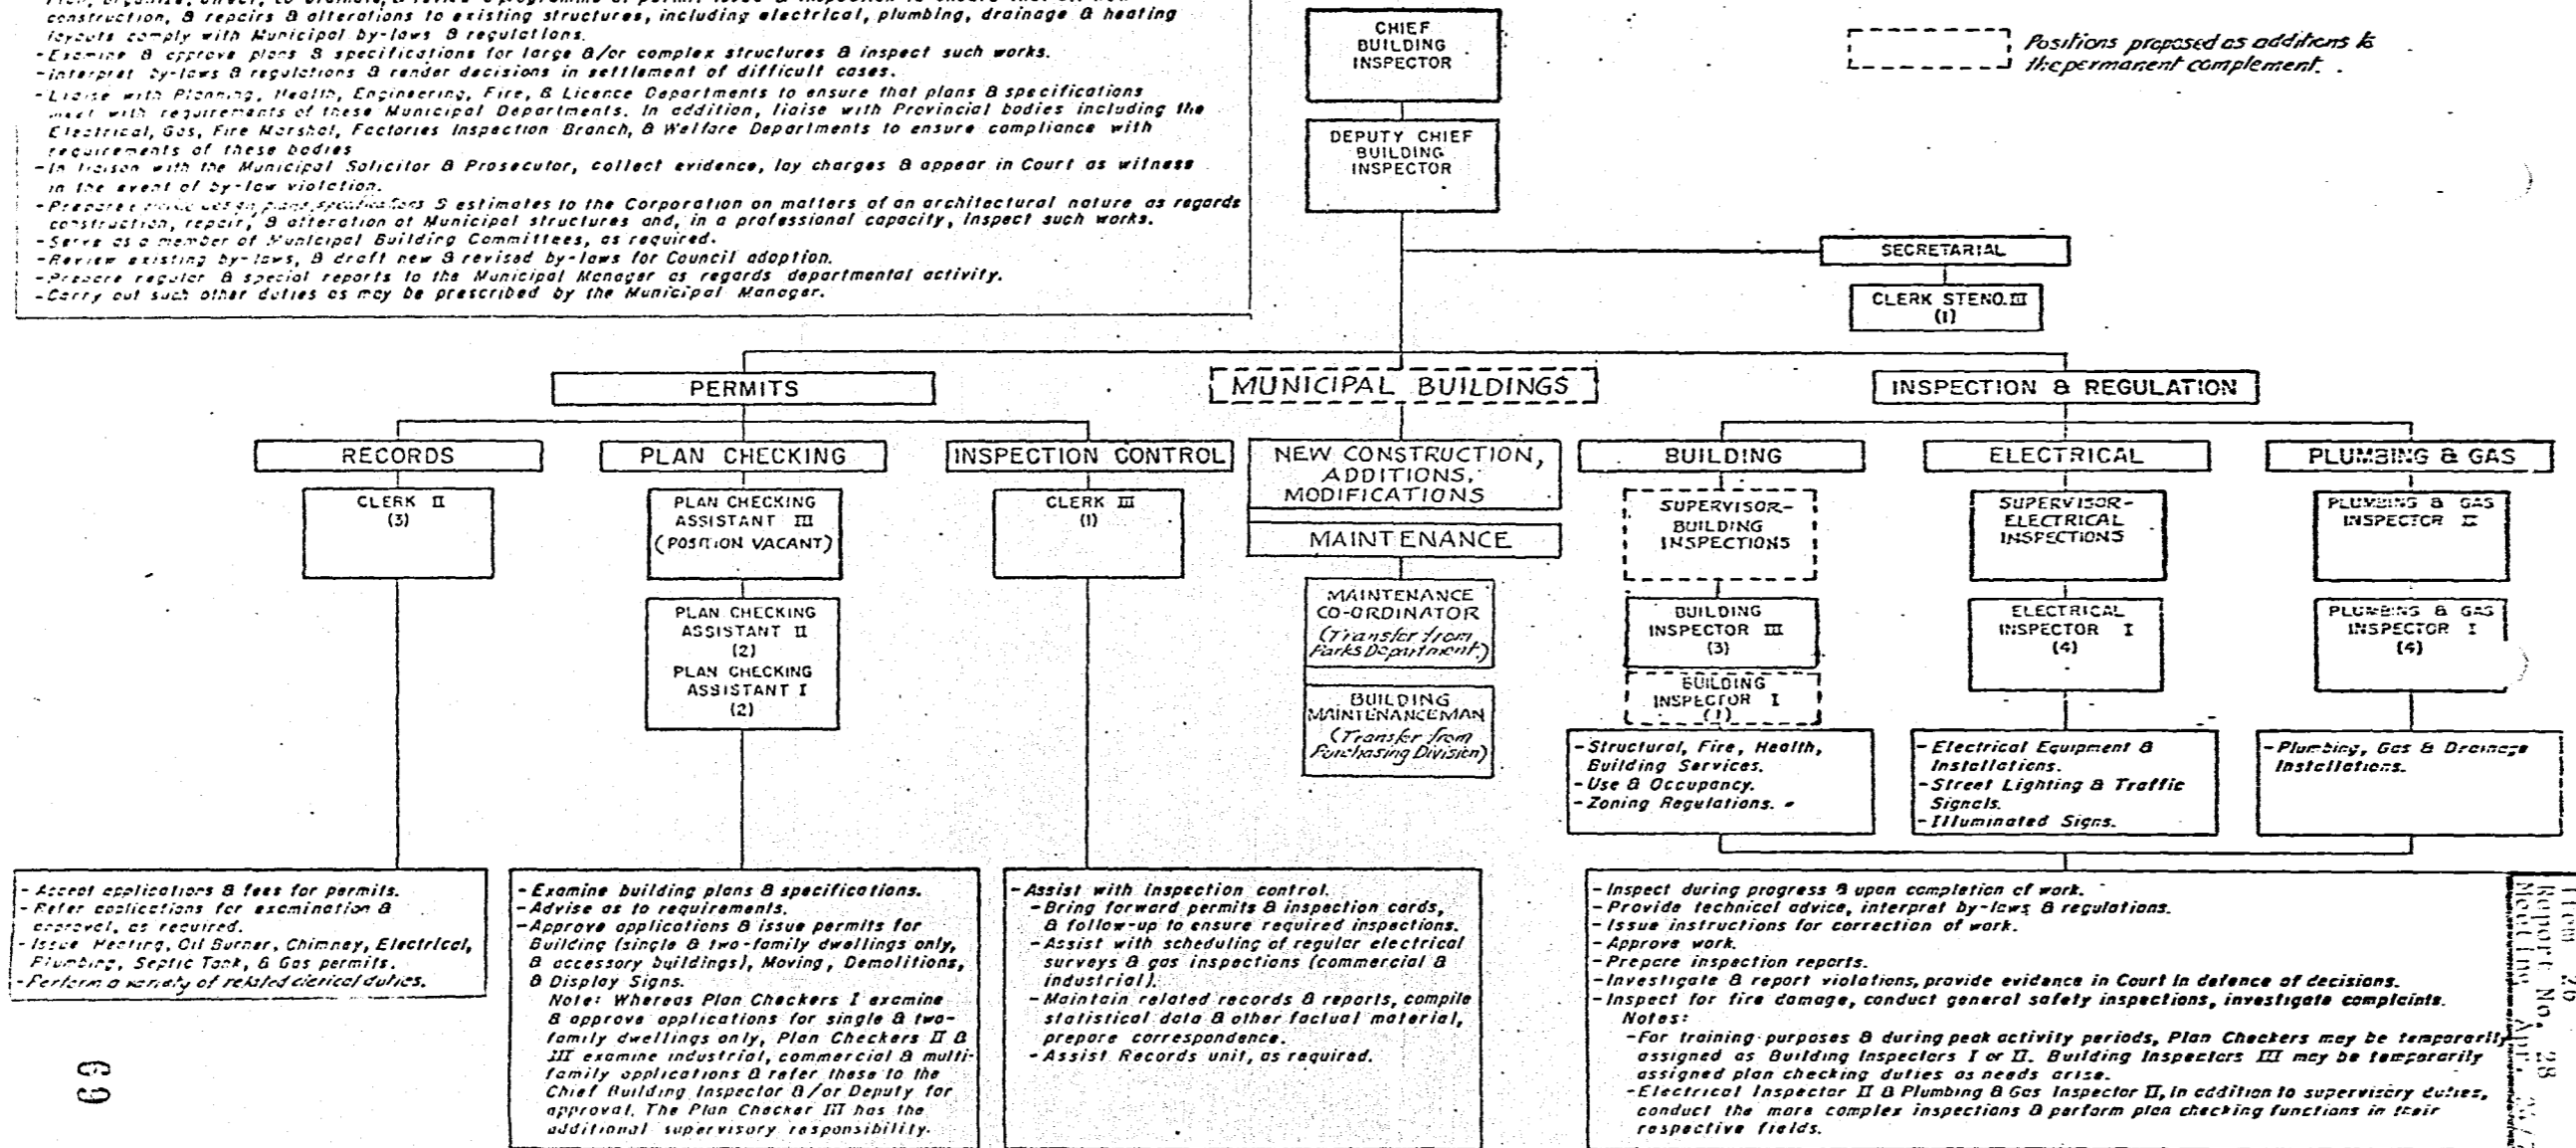 construction, & repairs & alterations to existing structures, including electrical, plumbing, drainage & heating
layouts comply with Municipal by-laws & regulations.
- Examine & approve plans & specifications for large &/or complex structures & inspect such works.
- Interpret by-laws & regulations & render decisions in settlement of difficult cases.
- Liaise with Planning, Health, Engineering, Fire, & Licence Departments to ensure that plans & specifications
meet with requirements of these Municipal Departments. In addition, liaise with Provincial bodies including the
Electrical, Gas, Fire Marshal, Factories Inspection Branch, & Welfare Departments to ensure compliance with
requirements of these bodies
- In liaison with the Municipal Solicitor & Prosecutor, collect evidence, lay charges & appear in Court as witness
in the event of by-law violation.
- Prepare plans, specifications & estimates to the Corporation on matters of an architectural nature as regards
construction, repair, & alteration of Municipal structures and, in a professional capacity, inspect such works.
- Serve as a member of Municipal Building Committees, as required.
- Review existing by-laws, & draft new & revised by-laws for Council adoption.
- Prepare regular & special reports to the Municipal Manager as regards departmental activity.
- Carry out such other duties as may be prescribed by the Municipal Manager.
CHIEF
BUILDING
INSPECTOR
DEPUTY CHIEF
BUILDING
INSPECTOR
Positions proposed as additions to
the permanent complement.
SECRETARIAL
CLERK STENO. III
(1)
PERMITS
MUNICIPAL BUILDINGS
INSPECTION & REGULATION
RECORDS
CLERK II
(3)
PLAN CHECKING
PLAN CHECKING
ASSISTANT III
(POSITION VACANT)
PLAN CHECKING
ASSISTANT II
(2)
PLAN CHECKING
ASSISTANT I
(2)
INSPECTION CONTROL
CLERK III
(1)
NEW CONSTRUCTION,
ADDITIONS,
MODIFICATIONS
MAINTENANCE
MAINTENANCE
CO-ORDINATOR
(Transfer from
Parks Department.)
BUILDING
MAINTENANCEMAN
(Transfer from
Purchasing Division)
BUILDING
SUPERVISOR-
BUILDING
INSPECTIONS
BUILDING
INSPECTOR III
(3)
BUILDING
INSPECTOR I
(1)
- Structural, Fire, Health,
Building Services.
- Use & Occupancy.
- Zoning Regulations.
ELECTRICAL
SUPERVISOR-
ELECTRICAL
INSPECTIONS
ELECTRICAL
INSPECTOR I
(4)
- Electrical Equipment &
Installations.
- Street Lighting & Traffic
Signals.
- Illuminated Signs.
PLUMBING & GAS
PLUMBING & GAS
INSPECTOR II
PLUMBING & GAS
INSPECTOR I
(4)
- Plumbing, Gas & Drainage
Installations.
- Accept applications & fees for permits.
- Refer applications for examination &
approval, as required.
- Issue Heating, Oil Burner, Chimney, Electrical,
Plumbing, Septic Tank, & Gas permits.
- Perform a variety of related clerical duties.
- Examine building plans & specifications.
- Advise as to requirements.
- Approve applications & issue permits for
Building (single & two-family dwellings only,
& accessory buildings), Moving, Demolitions,
& Display Signs.
Note: Whereas Plan Checkers I examine
& approve applications for single & two-
family dwellings only, Plan Checkers II &
III examine industrial, commercial & multi-
family applications & refer these to the
Chief Building Inspector &/or Deputy for
approval. The Plan Checker III has the
additional supervisory responsibility.
- Assist with inspection control.
- Bring forward permits & inspection cards,
& follow-up to ensure required inspections.
- Assist with scheduling of regular electrical
surveys & gas inspections (commercial &
industrial).
- Maintain related records & reports, compile
statistical data & other factual material,
prepare correspondence.
- Assist Records unit, as required.
- Inspect during progress & upon completion of work.
- Provide technical advice, interpret by-laws & regulations.
- Issue instructions for correction of work.
- Approve work.
- Prepare inspection reports.
- Investigate & report violations, provide evidence in Court in defence of decisions.
- Inspect for fire damage, conduct general safety inspections, investigate complaints.
Notes:
- For training purposes & during peak activity periods, Plan Checkers may be temporarily
assigned as Building Inspectors I or II. Building Inspectors III may be temporarily
assigned plan checking duties as needs arise.
- Electrical Inspector II & Plumbing & Gas Inspector II, in addition to supervisory duties,
conduct the more complex inspections & perform plan checking functions in their
respective fields.
Item 26
Report No. 28
Meeting Apr.
69